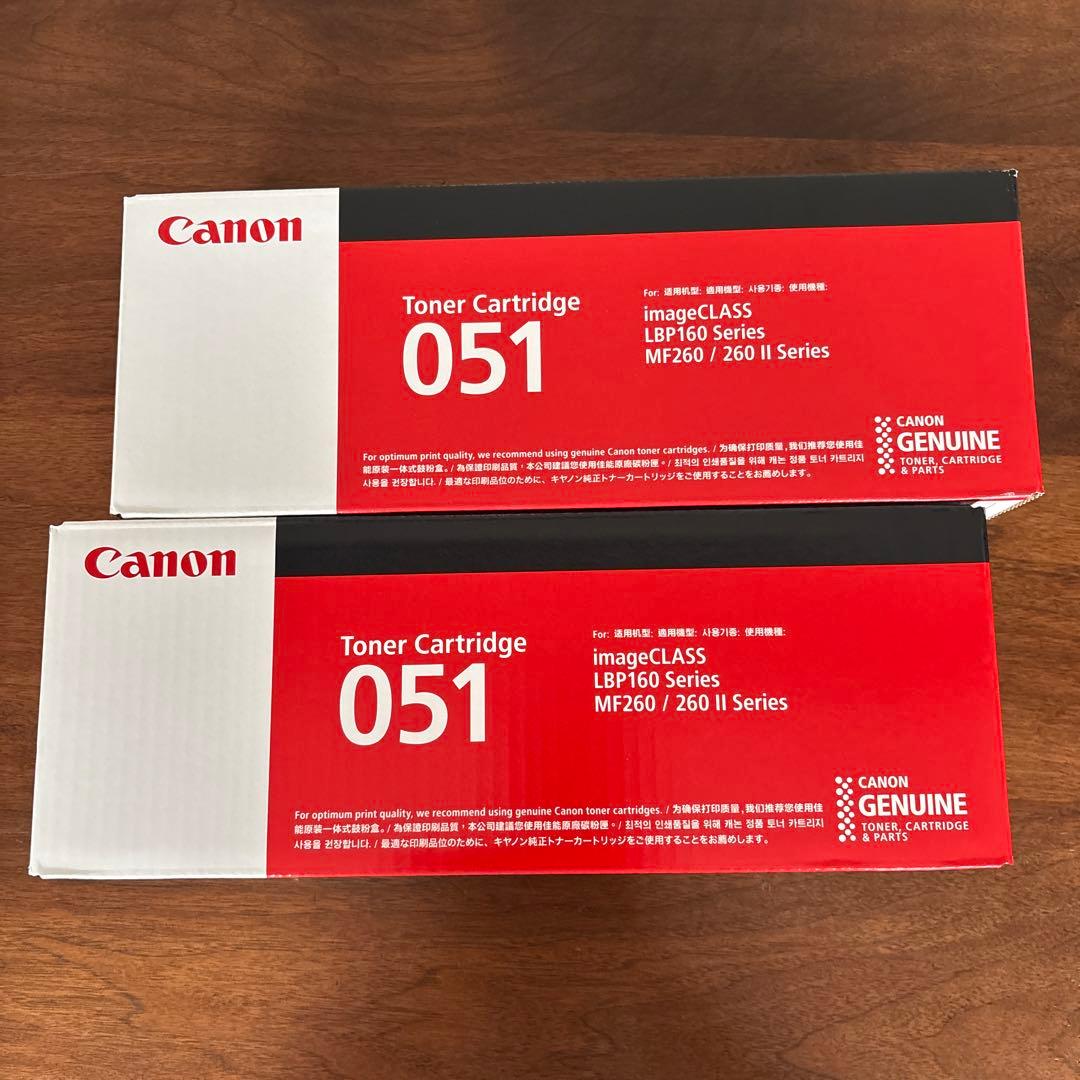 Canon
Toner Cartridge
051
For: 适用机型: 適用機型: 사용기종: 使用機種:
imageCLASS
LBP160 Series
MF260 / 260 II Series
For optimum print quality, we recommend using genuine Canon toner cartridges. / 为确保打印质量,我们推荐您使用佳
能原装一体式鼓粉盒。/ 為保證印刷品質，本公司建議您使用佳能原廠碳粉匣。/ 최적의 인쇄품질을 위해 캐논 정품 토너 카트리지
사용을 권장합니다. / 最適な印刷品位のために、キヤノン純正トナーカートリッジをご使用することをお薦めします。
CANON
GENUINE
TONER, CARTRIDGE
& PARTS
Canon
Toner Cartridge
051
For: 适用机型: 適用機型: 사용기종: 使用機種:
imageCLASS
LBP160 Series
MF260 / 260 II Series
For optimum print quality, we recommend using genuine Canon toner cartridges. / 为确保打印质量,我们推荐您使用佳
能原装一体式鼓粉盒。/ 為保證印刷品質，本公司建議您使用佳能原廠碳粉匣。/ 최적의 인쇄품질을 위해 캐논 정품 토너 카트리지
사용을 권장합니다. / 最適な印刷品位のために、キヤノン純正トナーカートリッジをご使用することをお薦めします。
CANON
GENUINE
TONER, CARTRIDGE
& PARTS